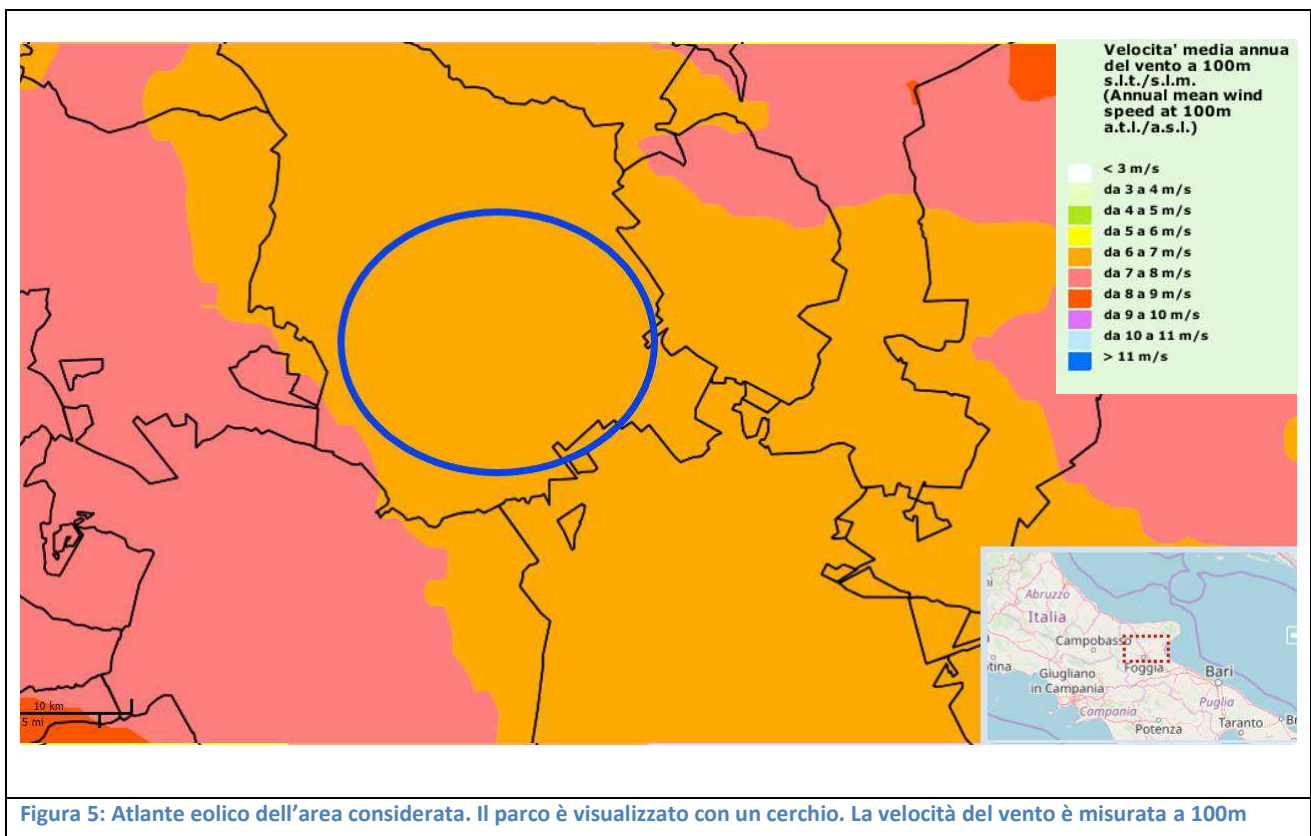 Velocita' media annua
del vento a 100m
s.l.t./s.l.m.
(Annual mean wind
speed at 100m
a.t.l./a.s.l.)
< 3 m/s
da 3 a 4 m/s
da 4 a 5 m/s
da 5 a 6 m/s
da 6 a 7 m/s
da 7 a 8 m/s
da 8 a 9 m/s
da 9 a 10 m/s
da 10 a 11 m/s
> 11 m/s
Abruzzo
Italia
Campobasso
Foggia
tina
Giugliano
in Campania
Bari
Campania
Puglia
Potenza
Taranto
Br
10 km
5 mi
Figura 5: Atlante eolico dell'area considerata. Il parco è visualizzato con un cerchio. La velocità del vento è misurata a 100m